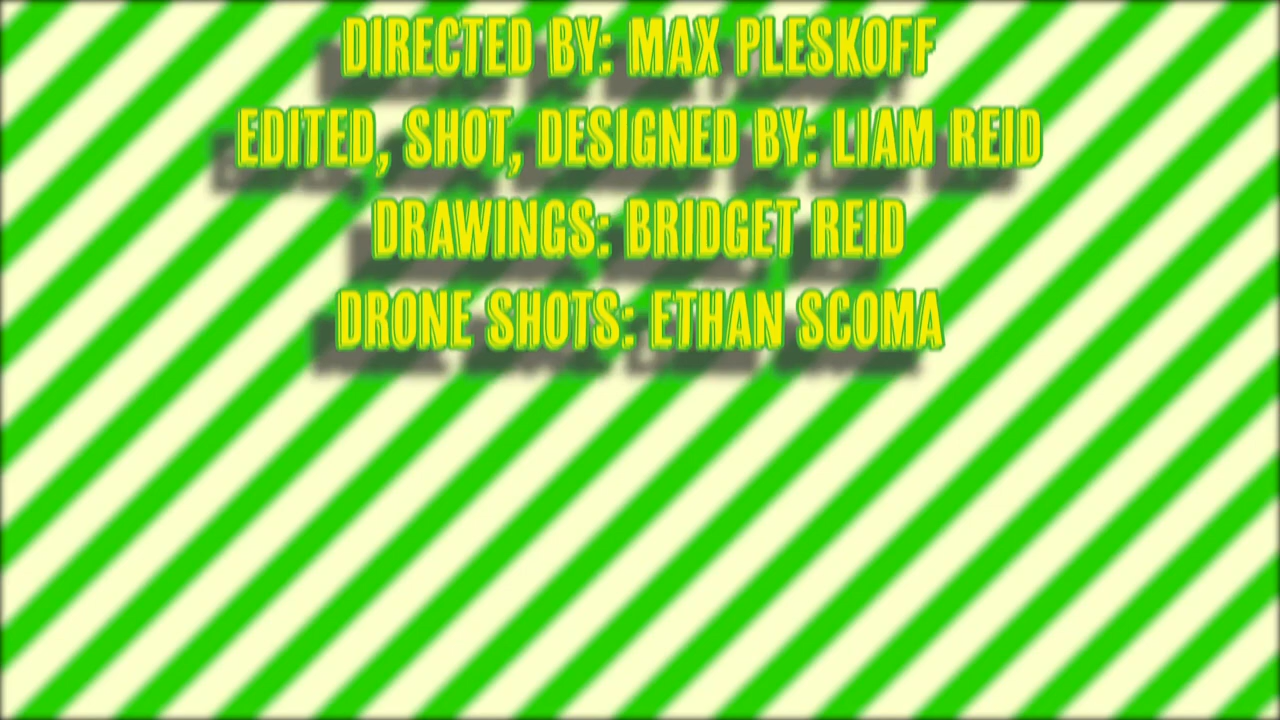 DIRECTED BY: MAX PLESKOFF
EDITED, SHOT, DESIGNED BY: LIAM REID
DRAWINGS: BRIDGET REID
DRONE SHOTS: ETHAN SCOMA